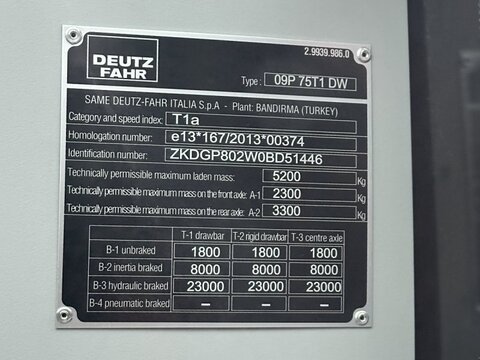 2.9939.986.0
DEUTZ
FAHR
Type : 09P 75T1 DW
SAME DEUTZ-FAHR ITALIA S.p.A - Plant: BANDIRMA (TURKEY)
Category and speed index: T1a
Homologation number: e13*167/2013*00374
Identification number: ZKDGP802W0BD51446
Technically permissible maximum laden mass: 5200 Kg
Technically permissible maximum mass on the front axle: A-1 2300 Kg
Technically permissible maximum mass on the rear axle: A-2 3300 Kg
T-1 drawbar T-2 rigid drawbar T-3 centre axle
B-1 unbraked 1800 1800 1800 Kg
B-2 inertia braked 8000 8000 8000 Kg
B-3 hydraulic braked 23000 23000 23000 Kg
B-4 pneumatic braked – – – Kg